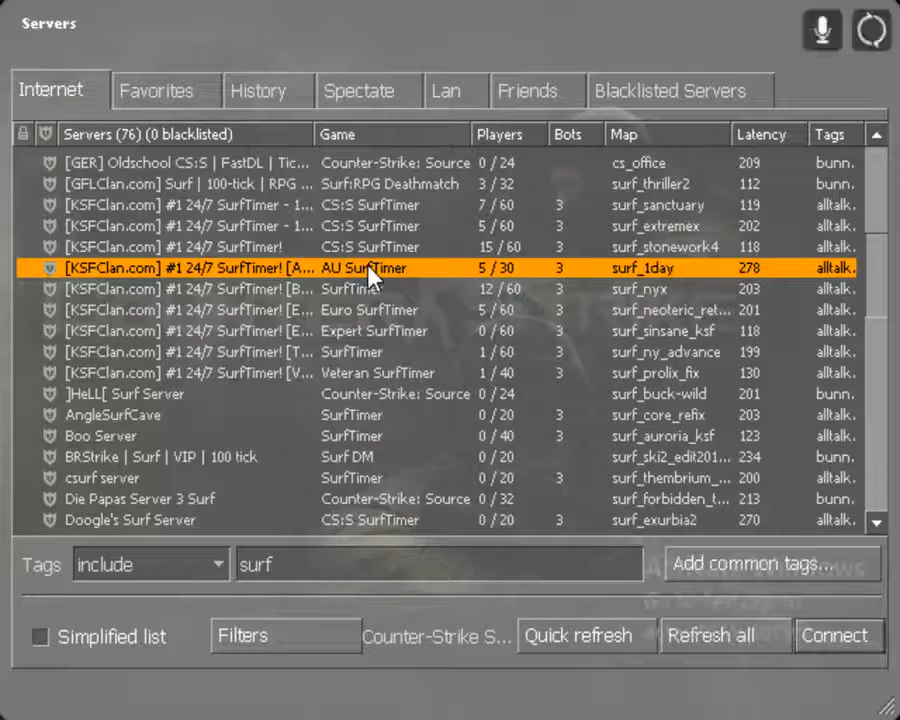 Servers
Internet Favorites History Spectate Lan Friends Blacklisted Servers
Servers (76) (0 blacklisted) Game Players Bots Map Latency Tags
[GER] Oldschool CS:S | FastDL | Tic... Counter-Strike: Source 0 / 24 cs_office 209 bunn.
[GFLClan.com] Surf | 100-tick | RPG ... Surf:RPG Deathmatch 3 / 32 surf_thriller2 112 bunn.
[KSFClan.com] #1 24/7 SurfTimer - 1... CS:S SurfTimer 7 / 60 3 surf_sanctuary 119 alltalk.
[KSFClan.com] #1 24/7 SurfTimer - 1... CS:S SurfTimer 5 / 60 3 surf_extremex 202 alltalk.
[KSFClan.com] #1 24/7 SurfTimer! CS:S SurfTimer 15 / 60 3 surf_stonework4 118 alltalk.
[KSFClan.com] #1 24/7 SurfTimer! [A... AU SurfTimer 5 / 30 3 surf_1day 278 alltalk.
[KSFClan.com] #1 24/7 SurfTimer! [B... SurfTimer 12 / 60 3 surf_nyx 203 alltalk.
[KSFClan.com] #1 24/7 SurfTimer! [E... Euro SurfTimer 5 / 60 3 surf_neoteric_ret... 201 alltalk.
[KSFClan.com] #1 24/7 SurfTimer! [E... Expert SurfTimer 0 / 60 3 surf_sinsane_ksf 118 alltalk.
[KSFClan.com] #1 24/7 SurfTimer! [T... SurfTimer 1 / 60 3 surf_ny_advance 199 alltalk.
[KSFClan.com] #1 24/7 SurfTimer! [V... Veteran SurfTimer 1 / 40 3 surf_prolix_fix 130 alltalk.
]HeLL[ Surf Server Counter-Strike: Source 0 / 24 surf_buck-wild 201 bunn.
AngleSurfCave SurfTimer 0 / 20 3 surf_core_refix 203 alltalk.
Boo Server SurfTimer 0 / 40 3 surf_auroria_ksf 123 alltalk.
BRStrike | Surf | VIP | 100 tick Surf DM 0 / 20 surf_ski2_edit201... 234 bunn.
csurf server SurfTimer 0 / 20 3 surf_thembrium_... 200 alltalk.
Die Papas Server 3 Surf Counter-Strike: Source 0 / 32 surf_forbidden_t... 213 bunn.
Doogle's Surf Server CS:S SurfTimer 0 / 20 3 surf_exurbia2 270 alltalk.
Tags include surf Add common tags...
Simplified list Filters Counter-Strike S... Quick refresh Refresh all Connect